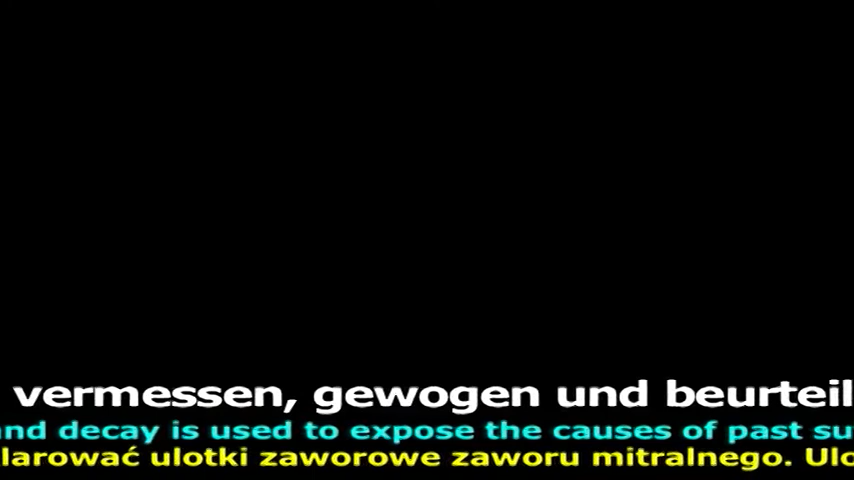 vermessen, gewogen und beurteil
and decay is used to expose the causes of past su
larować ulotki zaworowe zaworu mitralnego. Ulo